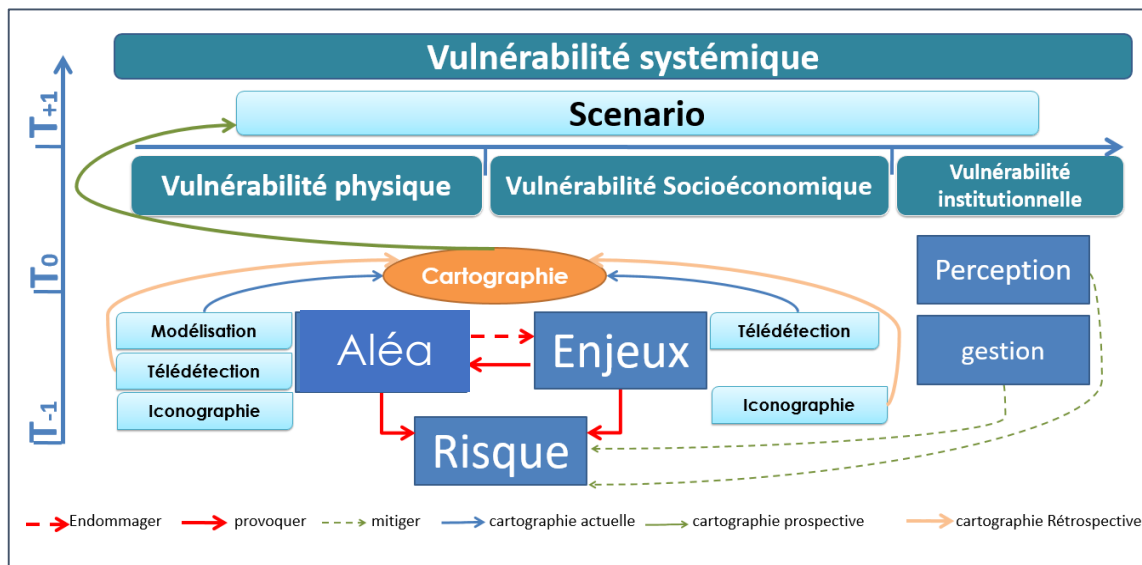 Vulnérabilité systémique
T+1
Scenario
Vulnérabilité physique
Vulnérabilité Socioéconomique
Vulnérabilité
institutionnelle
T0
Cartographie
Perception
Modélisation
Aléa
Enjeux
Télédétection
gestion
Télédétection
Iconographie
Iconographie
T-1
Risque
Endommager
provoquer
mitiger
cartographie actuelle
cartographie prospective
cartographie Rétrospective